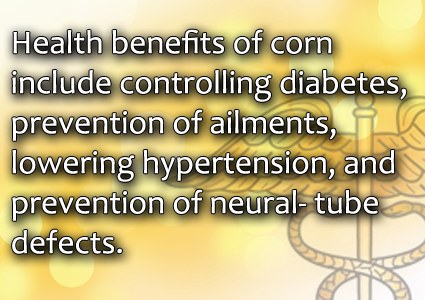 Health benefits of corn
include controlling diabetes,
prevention of ailments,
lowering hypertension, and
prevention of neural- tube
defects.